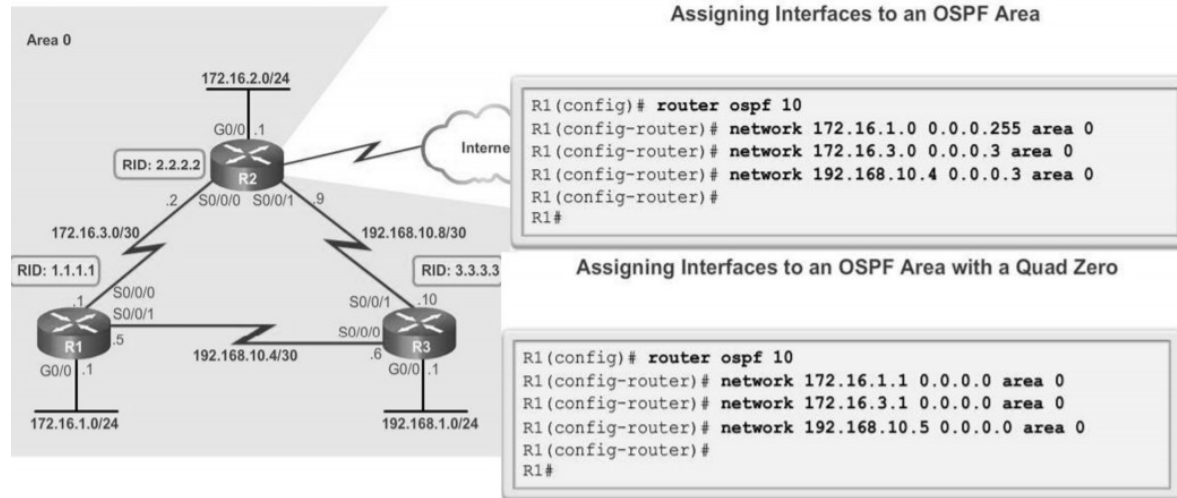 Assigning Interfaces to an OSPF Area
Area 0
172.16.2.0/24
G0/0 .1
Interne
RID: 2.2.2.2
R2
.2 S0/0/0 S0/0/1 .9
172.16.3.0/30 192.168.10.8/30
RID: 1.1.1.1 RID: 3.3.3.3
.1 S0/0/0
S0/0/1
S0/0/1 .10
S0/0/0
R1 .5
192.168.10.4/30
.6 R3
G0/0 .1
G0/0 .1
172.16.1.0/24 192.168.1.0/24
R1(config)# router ospf 10
R1(config-router)# network 172.16.1.0 0.0.0.255 area 0
R1(config-router)# network 172.16.3.0 0.0.0.3 area 0
R1(config-router)# network 192.168.10.4 0.0.0.3 area 0
R1(config-router)#
R1#
Assigning Interfaces to an OSPF Area with a Quad Zero
R1(config)# router ospf 10
R1(config-router)# network 172.16.1.1 0.0.0.0 area 0
R1(config-router)# network 172.16.3.1 0.0.0.0 area 0
R1(config-router)# network 192.168.10.5 0.0.0.0 area 0
R1(config-router)#
R1#